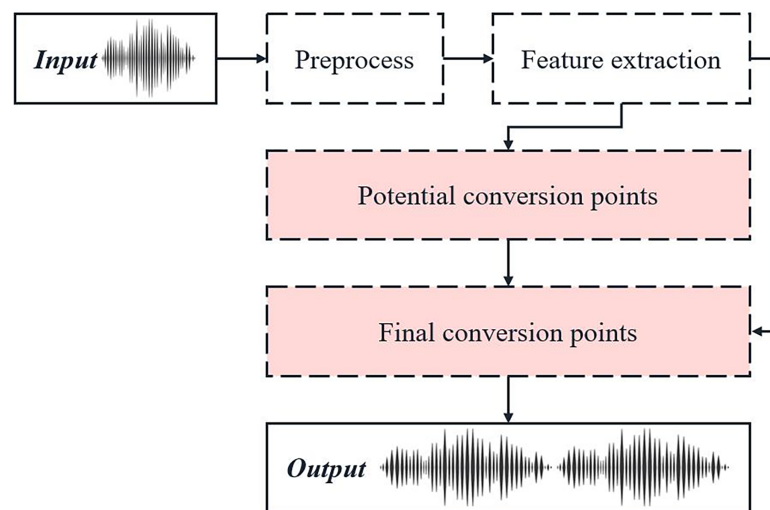 Input
Preprocess
Feature extraction
Potential conversion points
Final conversion points
Output